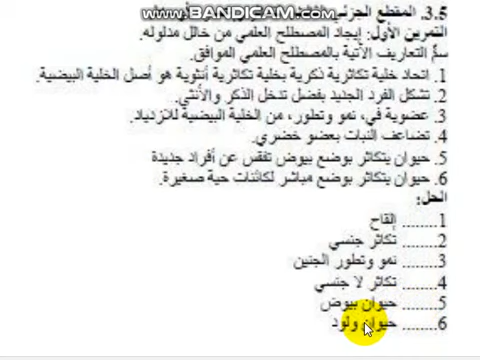 WWW.BANDICAM.COM
3.5. المقطع الجزئي
التمرين الأول: إيجاد المصطلح العلمي من خلال مدلوله.
سمِّ التعاريف الآتية بالمصطلح العلمي الموافق.
1. اتحاد خلية تكاثرية ذكرية بخلية تكاثرية أنثوية هو أصل الخلية البيضية.
2. تشكل الفرد الجديد بفضل تدخل الذكر والأنثى.
3. عضوية في، نمو وتطور، من الخلية البيضية للازدياد.
4. تضاعف النبات بعضو خضري.
5. حيوان يتكاثر بوضع بيوض تفقس عن أفراد جديدة
6. حيوان يتكاثر بوضع مباشر لكائنات حية صغيرة.
الحل:
1........ إلقاح
2........ تكاثر جنسي
3........ نمو وتطور الجنين
4........ تكاثر لا جنسي
5........ حيوان بيوض
6........ حيوان ولود